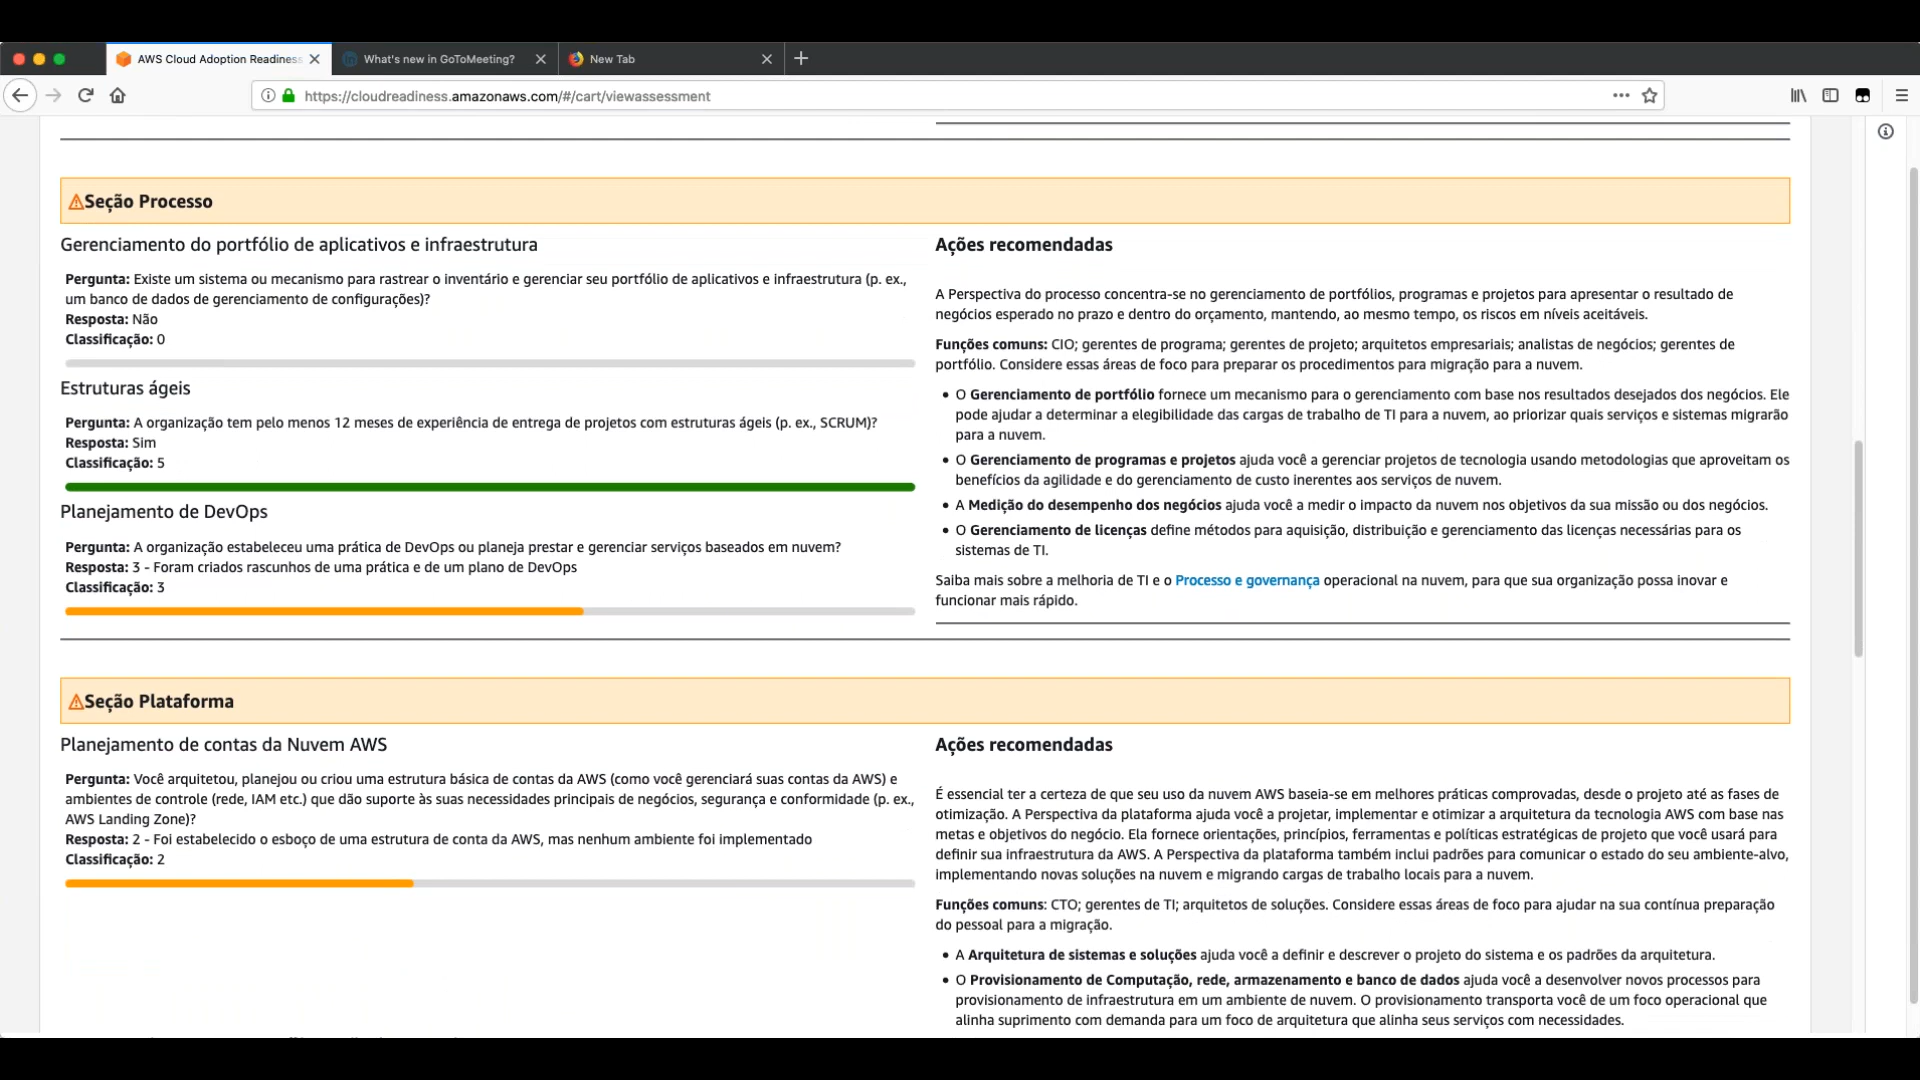 AWS Cloud Adoption Readiness
What's new in GoToMeeting?
New Tab
https://cloudreadiness.amazonaws.com/#/cart/viewassessment
Seção Processo
Gerenciamento do portfólio de aplicativos e infraestrutura
Pergunta: Existe um sistema ou mecanismo para rastrear o inventário e gerenciar seu portfólio de aplicativos e infraestrutura (p. ex.,
um banco de dados de gerenciamento de configurações)?
Resposta: Não
Classificação: 0
Estruturas ágeis
Pergunta: A organização tem pelo menos 12 meses de experiência de entrega de projetos com estruturas ágeis (p. ex., SCRUM)?
Resposta: Sim
Classificação: 5
Planejamento de DevOps
Pergunta: A organização estabeleceu uma prática de DevOps ou planeja prestar e gerenciar serviços baseados em nuvem?
Resposta: 3 - Foram criados rascunhos de uma prática e de um plano de DevOps
Classificação: 3
Ações recomendadas
A Perspectiva do processo concentra-se no gerenciamento de portfólios, programas e projetos para apresentar o resultado de
negócios esperado no prazo e dentro do orçamento, mantendo, ao mesmo tempo, os riscos em níveis aceitáveis.
Funções comuns: CIO; gerentes de programa; gerentes de projeto; arquitetos empresariais; analistas de negócios; gerentes de
portfólio. Considere essas áreas de foco para preparar os procedimentos para migração para a nuvem.
• O Gerenciamento de portfólio fornece um mecanismo para o gerenciamento com base nos resultados desejados dos negócios. Ele
pode ajudar a determinar a elegibilidade das cargas de trabalho de TI para a nuvem, ao priorizar quais serviços e sistemas migrarão
para a nuvem.
• O Gerenciamento de programas e projetos ajuda você a gerenciar projetos de tecnologia usando metodologias que aproveitam os
benefícios da agilidade e do gerenciamento de custo inerentes aos serviços de nuvem.
• A Medição do desempenho dos negócios ajuda você a medir o impacto da nuvem nos objetivos da sua missão ou dos negócios.
• O Gerenciamento de licenças define métodos para aquisição, distribuição e gerenciamento das licenças necessárias para os
sistemas de TI.
Saiba mais sobre a melhoria de TI e o Processo e governança operacional na nuvem, para que sua organização possa inovar e
funcionar mais rápido.
Seção Plataforma
Planejamento de contas da Nuvem AWS
Pergunta: Você arquitetou, planejou ou criou uma estrutura básica de contas da AWS (como você gerenciará suas contas da AWS) e
ambientes de controle (rede, IAM etc.) que dão suporte às suas necessidades principais de negócios, segurança e conformidade (p. ex.,
AWS Landing Zone)?
Resposta: 2 - Foi estabelecido o esboço de uma estrutura de conta da AWS, mas nenhum ambiente foi implementado
Classificação: 2
Ações recomendadas
É essencial ter a certeza de que seu uso da nuvem AWS baseia-se em melhores práticas comprovadas, desde o projeto até as fases de
otimização. A Perspectiva da plataforma ajuda você a projetar, implementar e otimizar a arquitetura da tecnologia AWS com base nas
metas e objetivos do negócio. Ela fornece orientações, princípios, ferramentas e políticas estratégicas de projeto que você usará para
definir sua infraestrutura da AWS. A Perspectiva da plataforma também inclui padrões para comunicar o estado do seu ambiente-alvo,
implementando novas soluções na nuvem e migrando cargas de trabalho locais para a nuvem.
Funções comuns: CTO; gerentes de TI; arquitetos de soluções. Considere essas áreas de foco para ajudar na sua contínua preparação
do pessoal para a migração.
• A Arquitetura de sistemas e soluções ajuda você a definir e descrever o projeto do sistema e os padrões da arquitetura.
• O Provisionamento de Computação, rede, armazenamento e banco de dados ajuda você a desenvolver novos processos para
provisionamento de infraestrutura em um ambiente de nuvem. O provisionamento transporta você de um foco operacional que
alinha suprimento com demanda para um foco de arquitetura que alinha seus serviços com necessidades.